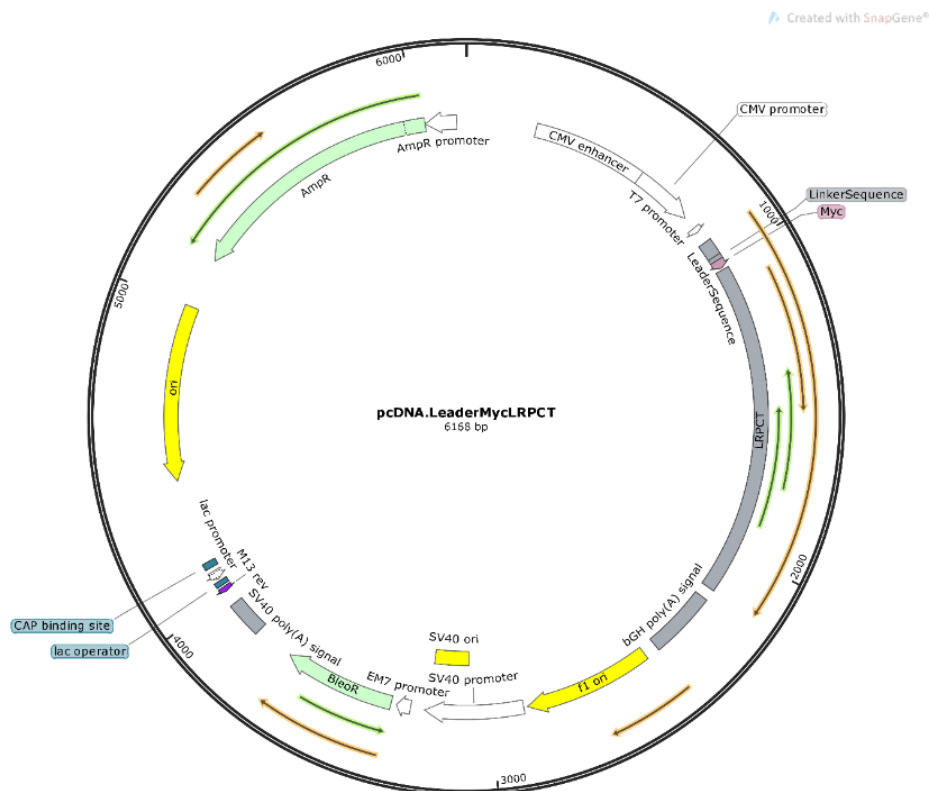 Created with SnapGene®
6000
CMV promoter
CMV enhancer
AmpR promoter
AmpR
T7 promoter
LinkerSequence
1000
Myc
LeaderSequence
5000
ori
pcDNA.LeaderMycLRPCT
6168 bp
LRPCT
lac promoter
M13 rev
2000
bGH poly(A) signal
SV40 poly(A) signal
CAP binding site
SV40 ori
4000
lac operator
EM7 promoter
SV40 promoter
BleoR
f1 ori
3000